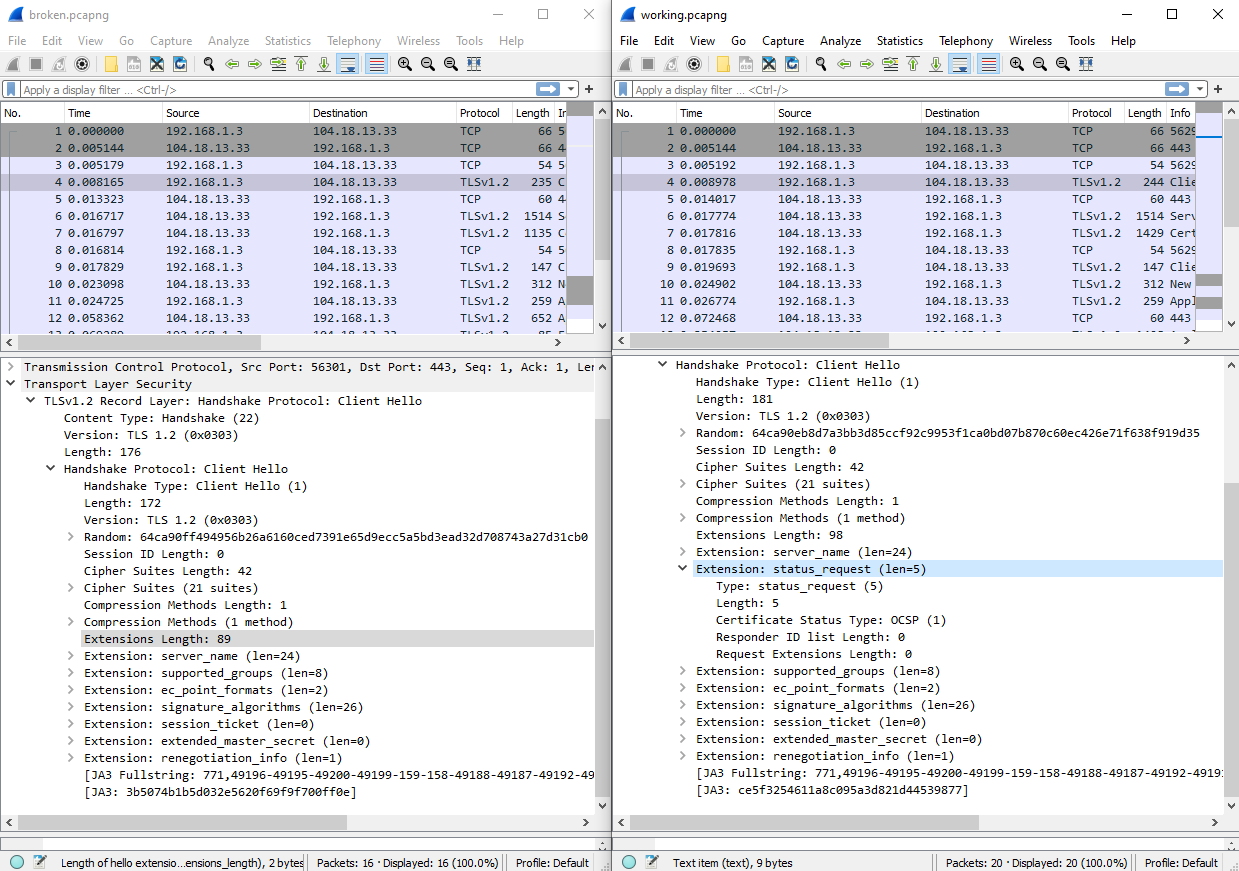 broken.pcapng
File Edit View Go Capture Analyze Statistics Telephony Wireless Tools Help
Apply a display filter ... <Ctrl-/>
No. Time Source Destination Protocol Length
1 0.000000 192.168.1.3 104.18.13.33 TCP 66 5
2 0.005144 104.18.13.33 192.168.1.3 TCP 66 4
3 0.005179 192.168.1.3 104.18.13.33 TCP 54 5
4 0.008165 192.168.1.3 104.18.13.33 TLSv1.2 235 C
5 0.013323 104.18.13.33 192.168.1.3 TCP 60 4
6 0.016717 104.18.13.33 192.168.1.3 TLSv1.2 1514 S
7 0.016797 104.18.13.33 192.168.1.3 TLSv1.2 1135 C
8 0.016814 192.168.1.3 104.18.13.33 TCP 54 5
9 0.017829 192.168.1.3 104.18.13.33 TLSv1.2 147 C
10 0.023098 104.18.13.33 192.168.1.3 TLSv1.2 312 N
11 0.024725 192.168.1.3 104.18.13.33 TLSv1.2 259 A
12 0.058362 104.18.13.33 192.168.1.3 TLSv1.2 652 A
Transmission Control Protocol, Src Port: 56301, Dst Port: 443, Seq: 1, Ack: 1, Ler
Transport Layer Security
TLSv1.2 Record Layer: Handshake Protocol: Client Hello
Content Type: Handshake (22)
Version: TLS 1.2 (0x0303)
Length: 176
Handshake Protocol: Client Hello
Handshake Type: Client Hello (1)
Length: 172
Version: TLS 1.2 (0x0303)
Random: 64ca90ff494956b26a6160ced7391e65d9ecc5a5bd3ead32d708743a27d31cb0
Session ID Length: 0
Cipher Suites Length: 42
Cipher Suites (21 suites)
Compression Methods Length: 1
Compression Methods (1 method)
Extensions Length: 89
Extension: server_name (len=24)
Extension: supported_groups (len=8)
Extension: ec_point_formats (len=2)
Extension: signature_algorithms (len=26)
Extension: session_ticket (len=0)
Extension: extended_master_secret (len=0)
Extension: renegotiation_info (len=1)
[JA3 Fullstring: 771,49196-49195-49200-49199-159-158-49188-49187-49192-49
[JA3: 3b5074b1b5d032e5620f69f9f700ff0e]
Length of hello extensio...ensions_length), 2 bytes Packets: 16 · Displayed: 16 (100.0%) Profile: Default
working.pcapng
File Edit View Go Capture Analyze Statistics Telephony Wireless Tools Help
Apply a display filter ... <Ctrl-/>
No. Time Source Destination Protocol Length Info
1 0.000000 192.168.1.3 104.18.13.33 TCP 66 5629
2 0.005144 104.18.13.33 192.168.1.3 TCP 66 443
3 0.005192 192.168.1.3 104.18.13.33 TCP 54 5629
4 0.008978 192.168.1.3 104.18.13.33 TLSv1.2 244 Clie
5 0.014017 104.18.13.33 192.168.1.3 TCP 60 443
6 0.017774 104.18.13.33 192.168.1.3 TLSv1.2 1514 Serv
7 0.017816 104.18.13.33 192.168.1.3 TLSv1.2 1429 Cert
8 0.017835 192.168.1.3 104.18.13.33 TCP 54 5629
9 0.019693 192.168.1.3 104.18.13.33 TLSv1.2 147 Clie
10 0.024902 104.18.13.33 192.168.1.3 TLSv1.2 312 New
11 0.026774 192.168.1.3 104.18.13.33 TLSv1.2 259 Appl
12 0.072468 104.18.13.33 192.168.1.3 TCP 60 443
Handshake Protocol: Client Hello
Handshake Type: Client Hello (1)
Length: 181
Version: TLS 1.2 (0x0303)
Random: 64ca90eb8d7a3bb3d85ccf92c9953f1ca0bd07b870c60ec426e71f638f919d35
Session ID Length: 0
Cipher Suites Length: 42
Cipher Suites (21 suites)
Compression Methods Length: 1
Compression Methods (1 method)
Extensions Length: 98
Extension: server_name (len=24)
Extension: status_request (len=5)
Type: status_request (5)
Length: 5
Certificate Status Type: OCSP (1)
Responder ID list Length: 0
Request Extensions Length: 0
Extension: supported_groups (len=8)
Extension: ec_point_formats (len=2)
Extension: signature_algorithms (len=26)
Extension: session_ticket (len=0)
Extension: extended_master_secret (len=0)
Extension: renegotiation_info (len=1)
[JA3 Fullstring: 771,49196-49195-49200-49199-159-158-49188-49187-49192-4919
[JA3: ce5f3254611a8c095a3d821d44539877]
Text item (text), 9 bytes Packets: 20 · Displayed: 20 (100.0%) Profile: Default